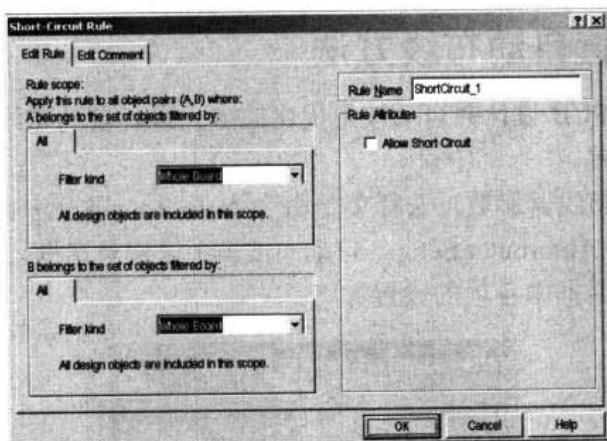 Short-Circuit Rule
Edit Rule
Edit Comment
Rule scope:
Apply this rule to all object pairs (A,B) where:
A belongs to the set of objects filtered by:
All
Filter kind
Whole Board
All design objects are included in this scope.
B belongs to the set of objects filtered by:
All
Filter kind
Whole Board
All design objects are included in this scope.
Rule Name
ShortCircuit_1
Rule Attributes
Allow Short Circuit
OK
Cancel
Help